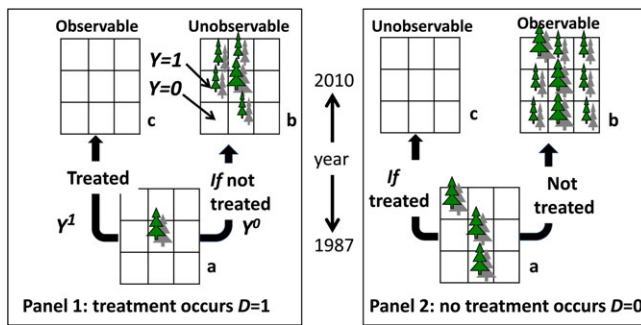 Observable
Unobservable
Y=1
Y=0
c
b
Treated
If not
treated
Y1
Y0
a
Panel 1: treatment occurs D=1
2010
year
1987
Unobservable
Observable
c
b
If
treated
Not
treated
a
Panel 2: no treatment occurs D=0